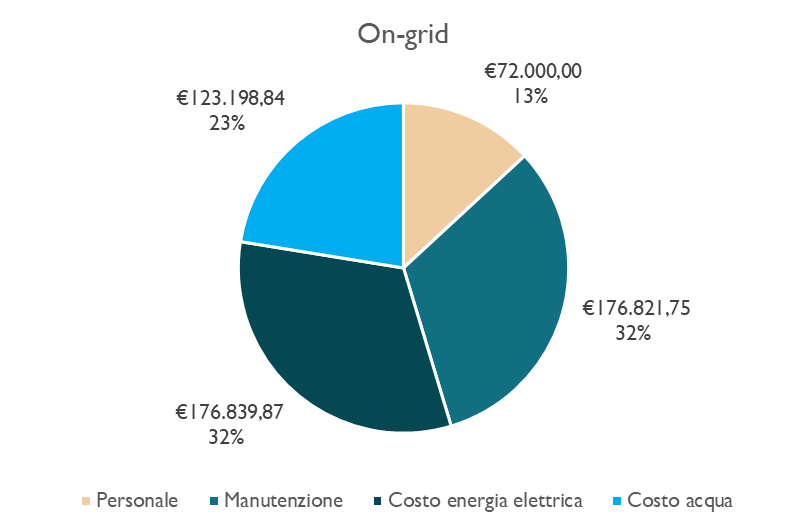 On-grid
€72.000,00
13%
€123.198,84
23%
€176.821,75
32%
€176.839,87
32%
Personale
Manutenzione
Costo energia elettrica
Costo acqua